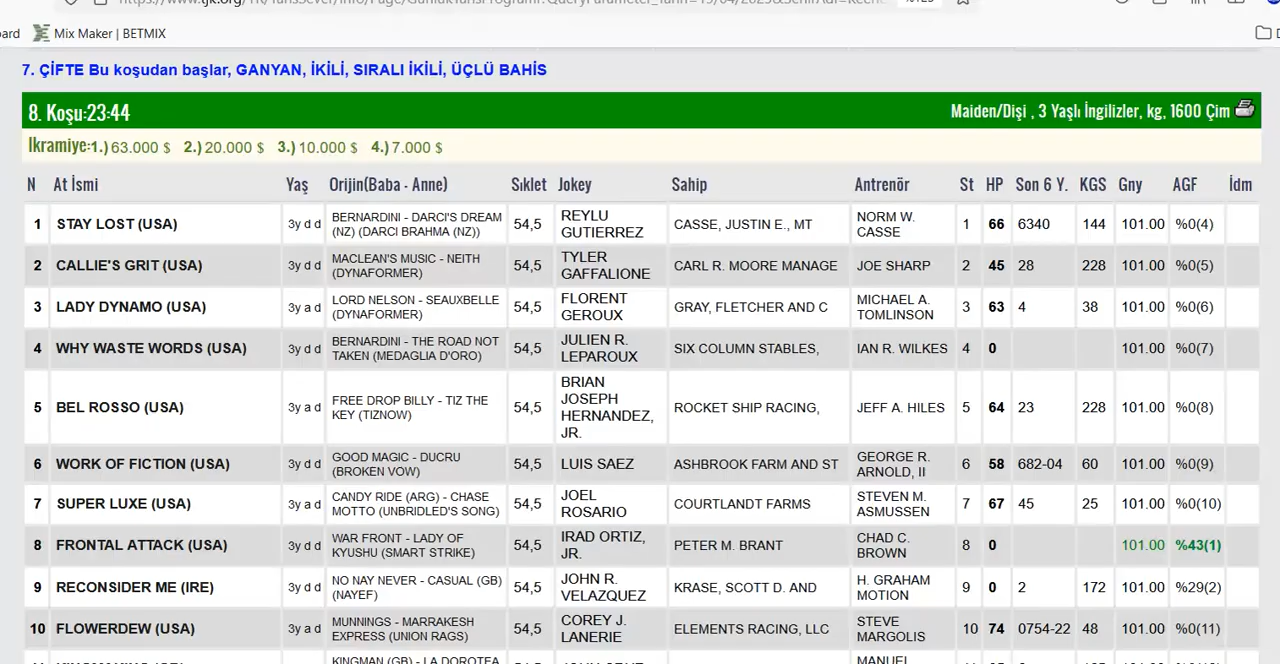 ard Mix Maker | BETMIX
7. ÇİFTE Bu koşudan başlar, GANYAN, İKİLİ, SIRALI İKİLİ, ÜÇLÜ BAHİS
8. Koşu:23:44 Maiden/Dişi , 3 Yaşlı İngilizler, kg, 1600 Çim
İkramiye:1.) 63.000 $ 2.) 20.000 $ 3.) 10.000 $ 4.) 7.000 $
N At İsmi Yaş Orijin(Baba - Anne) Sıklet Jokey Sahip Antrenör St HP Son 6 Y. KGS Gny AGF İdm
1 STAY LOST (USA) 3y d d BERNARDINI - DARCI'S DREAM (NZ) (DARCI BRAHMA (NZ)) 54,5 REYLU GUTIERREZ CASSE, JUSTIN E., MT NORM W. CASSE 1 66 6340 144 101.00 %0(4)
2 CALLIE'S GRIT (USA) 3y d d MACLEAN'S MUSIC - NEITH (DYNAFORMER) 54,5 TYLER GAFFALIONE CARL R. MOORE MANAGE JOE SHARP 2 45 28 228 101.00 %0(5)
3 LADY DYNAMO (USA) 3y a d LORD NELSON - SEAUXBELLE (DYNAFORMER) 54,5 FLORENT GEROUX GRAY, FLETCHER AND C MICHAEL A. TOMLINSON 3 63 4 38 101.00 %0(6)
4 WHY WASTE WORDS (USA) 3y d d BERNARDINI - THE ROAD NOT TAKEN (MEDAGLIA D'ORO) 54,5 JULIEN R. LEPAROUX SIX COLUMN STABLES, IAN R. WILKES 4 0 101.00 %0(7)
5 BEL ROSSO (USA) 3y a d FREE DROP BILLY - TIZ THE KEY (TIZNOW) 54,5 BRIAN JOSEPH HERNANDEZ, JR. ROCKET SHIP RACING, JEFF A. HILES 5 64 23 228 101.00 %0(8)
6 WORK OF FICTION (USA) 3y d d GOOD MAGIC - DUCRU (BROKEN VOW) 54,5 LUIS SAEZ ASHBROOK FARM AND ST GEORGE R. ARNOLD, II 6 58 682-04 60 101.00 %0(9)
7 SUPER LUXE (USA) 3y a d CANDY RIDE (ARG) - CHASE MOTTO (UNBRIDLED'S SONG) 54,5 JOEL ROSARIO COURTLANDT FARMS STEVEN M. ASMUSSEN 7 67 45 25 101.00 %0(10)
8 FRONTAL ATTACK (USA) 3y d d WAR FRONT - LADY OF KYUSHU (SMART STRIKE) 54,5 IRAD ORTIZ, JR. PETER M. BRANT CHAD C. BROWN 8 0 101.00 %43(1)
9 RECONSIDER ME (IRE) 3y d d NO NAY NEVER - CASUAL (GB) (NAYEF) 54,5 JOHN R. VELAZQUEZ KRASE, SCOTT D. AND H. GRAHAM MOTION 9 0 2 172 101.00 %29(2)
10 FLOWERDEW (USA) 3y a d MUNNINGS - MARRAKESH EXPRESS (UNION RAGS) 54,5 COREY J. LANERIE ELEMENTS RACING, LLC STEVE MARGOLIS 10 74 0754-22 48 101.00 %0(11)
KINGMAN (GB) - LA DOROTEA MANUEL